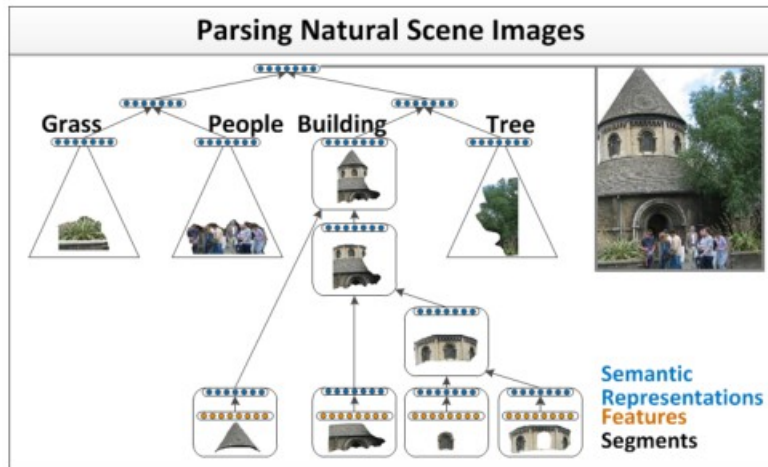 Parsing Natural Scene Images
Grass People Building Tree
Semantic
Representations
Features
Segments